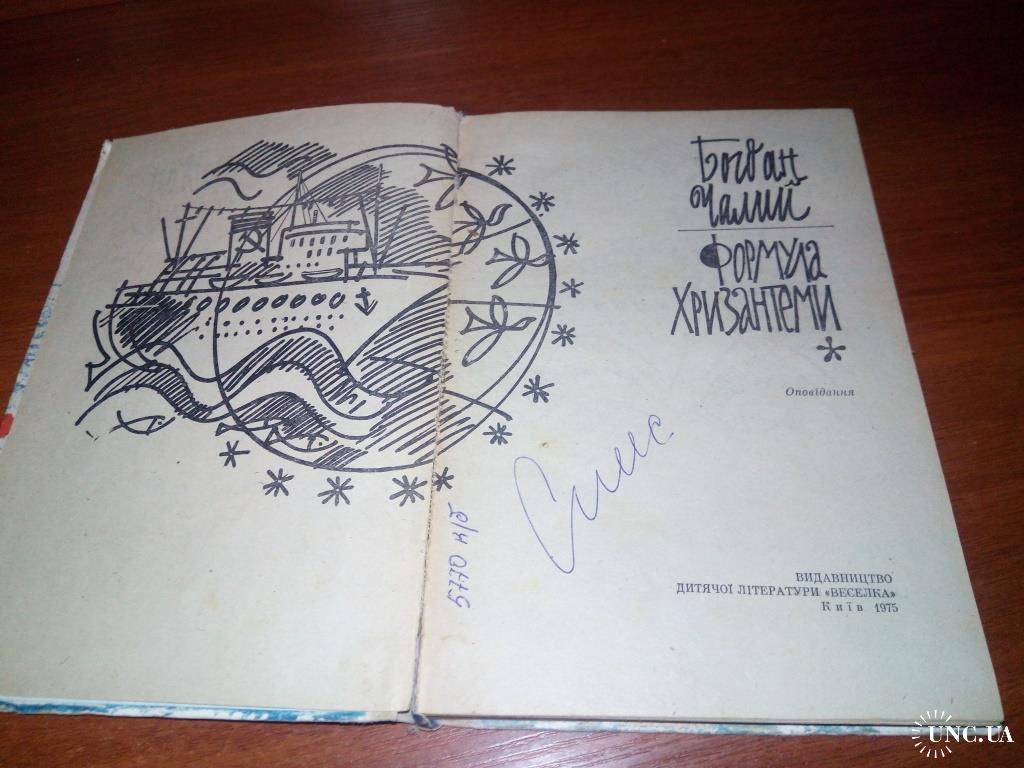 Богдан
Чалий
Формула
Хризантеми
Оповідання
ВИДАВНИЦТВО
ДИТЯЧОЇ ЛІТЕРАТУРИ «ВЕСЕЛКА»
Київ 1975
UNC.UA